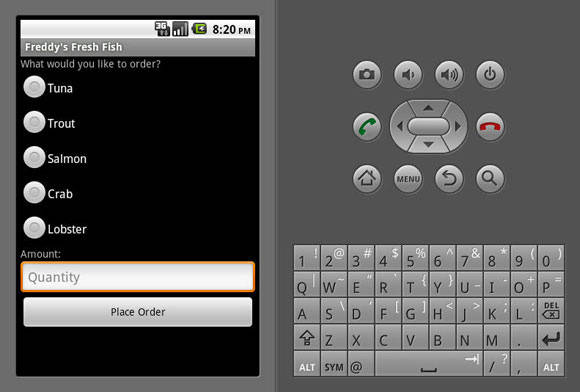 3G 8:20 PM
Freddy's Fresh Fish
What would you like to order?
Tuna
Trout
Salmon
Crab
Lobster
Amount:
Quantity
Place Order
MENU
1 ! 2 @ 3 # 4 $ 5 % 6 ^ 7 & 8 * 9 ( 0 )
Q | W ~ E " R ` T { Y } U _ I - O + P =
A S \ D ' F [ G ] H < J > K ; L : DEL
Z X C V B N M .
ALT SYM @ / ? , ALT